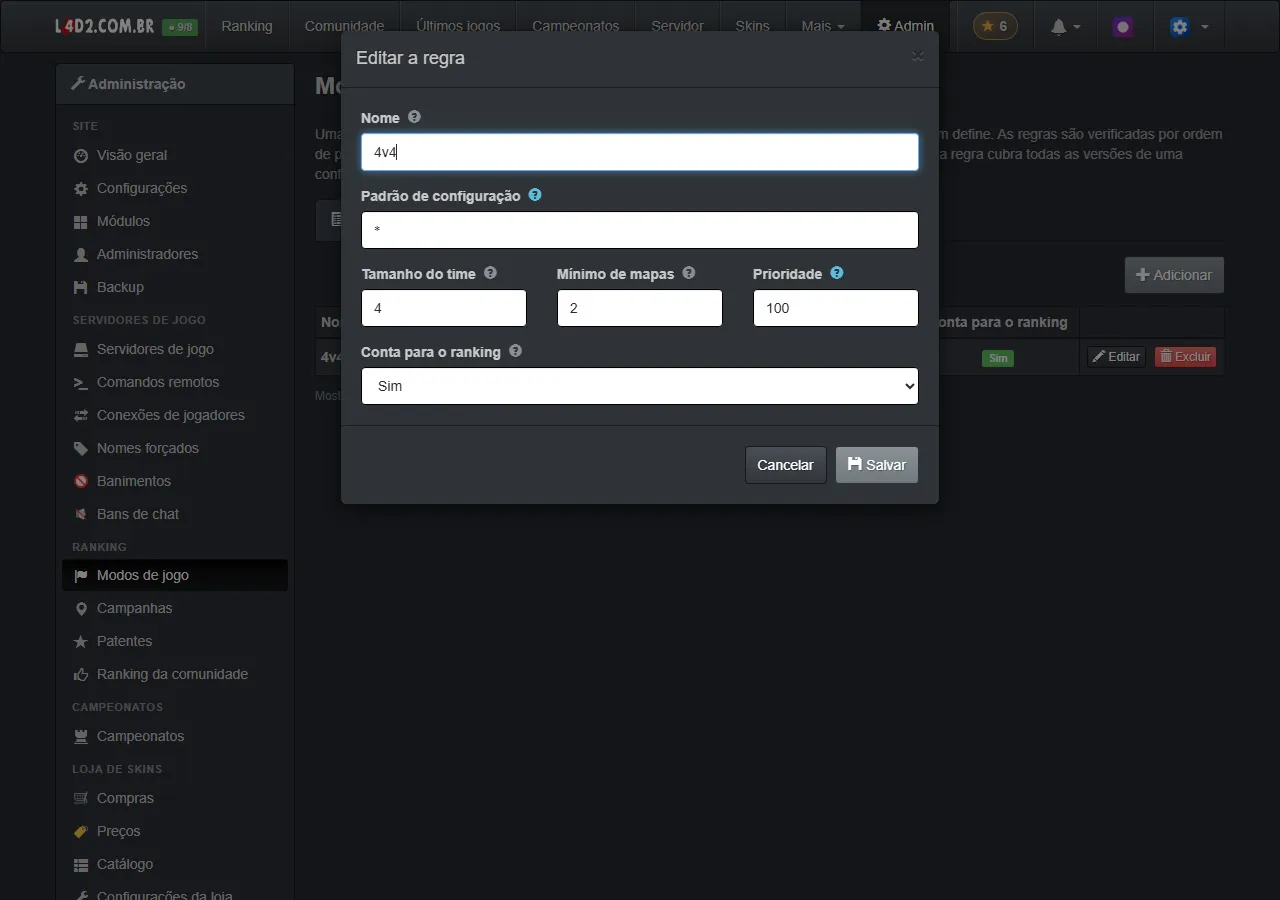 L4D2.COM.BR 9/8 Ranking Comunidade Últimos jogos Campeonatos Servidor Skins Mais Admin 6
Editar a regra
Administração
SITE
Visão geral
Configurações
Módulos
Administradores
Backup
SERVIDORES DE JOGO
Servidores de jogo
Comandos remotos
Conexões de jogadores
Nomes forçados
Banimentos
Bans de chat
RANKING
Modos de jogo
Campanhas
Patentes
Ranking da comunidade
CAMPEONATOS
Campeonatos
LOJA DE SKINS
Compras
Preços
Catálogo
Configurações da loja
Nome
4v4
Padrão de configuração
*
Tamanho do time Mínimo de mapas Prioridade
4 2 100
Conta para o ranking
Sim
Cancelar Salvar
Uma
define. As regras são verificadas por ordem
a regra cubra todas as versões de uma
Adicionar
para o ranking
4v4 Sim Editar Excluir